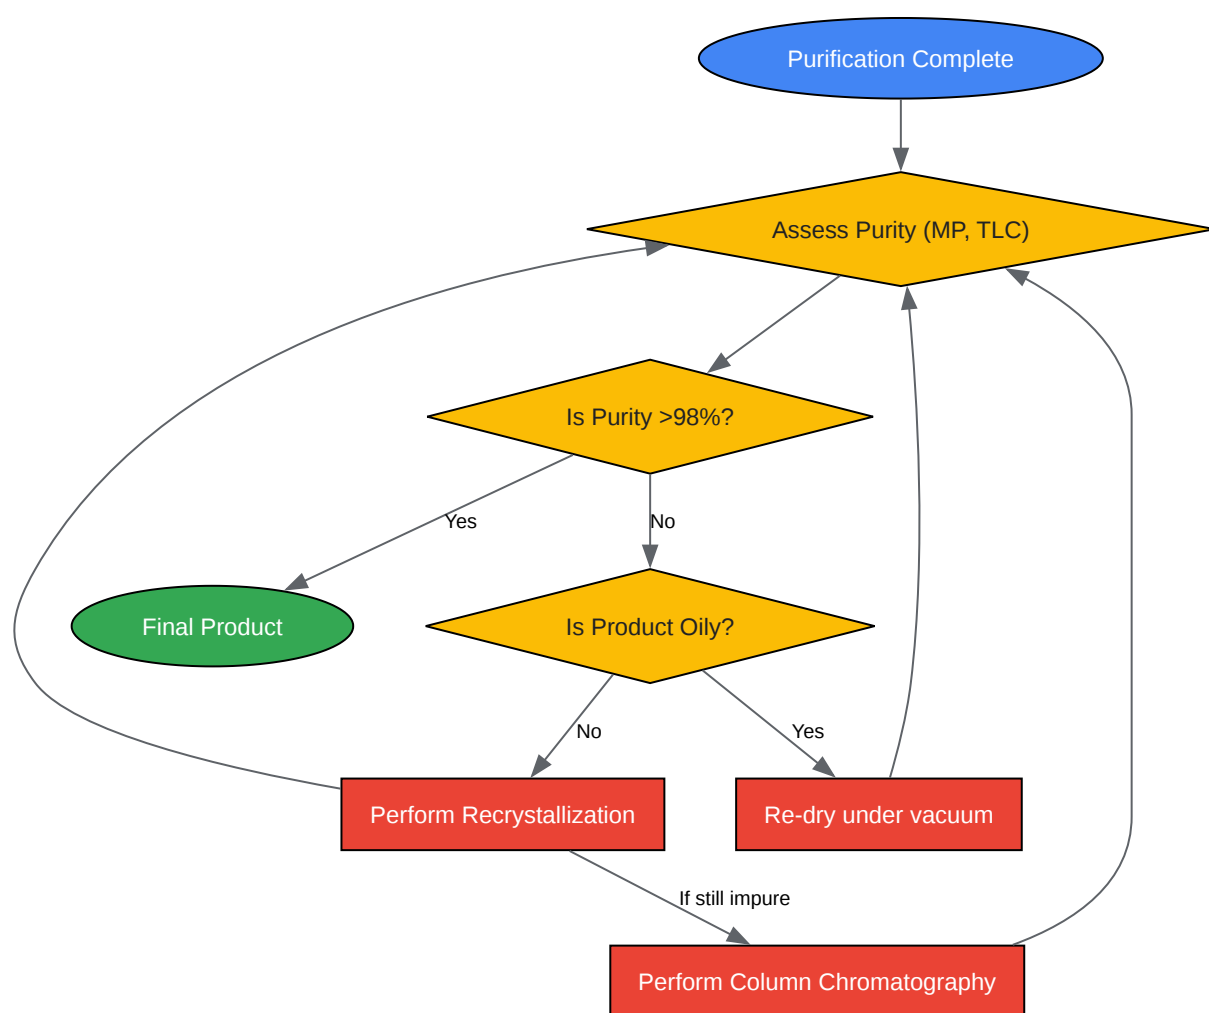 Purification Complete
Assess Purity (MP, TLC)
Is Purity >98%?
Yes
No
Final Product
Is Product Oily?
No
Yes
Perform Recrystallization
Re-dry under vacuum
If still impure
Perform Column Chromatography